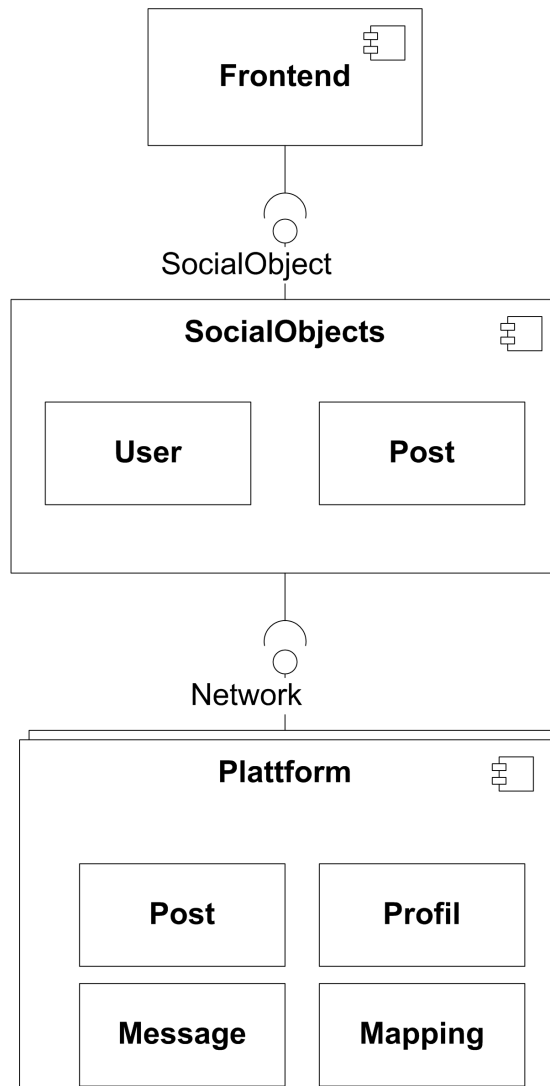 Frontend
SocialObject
SocialObjects
User Post
Network
Plattform
Post Profil
Message Mapping